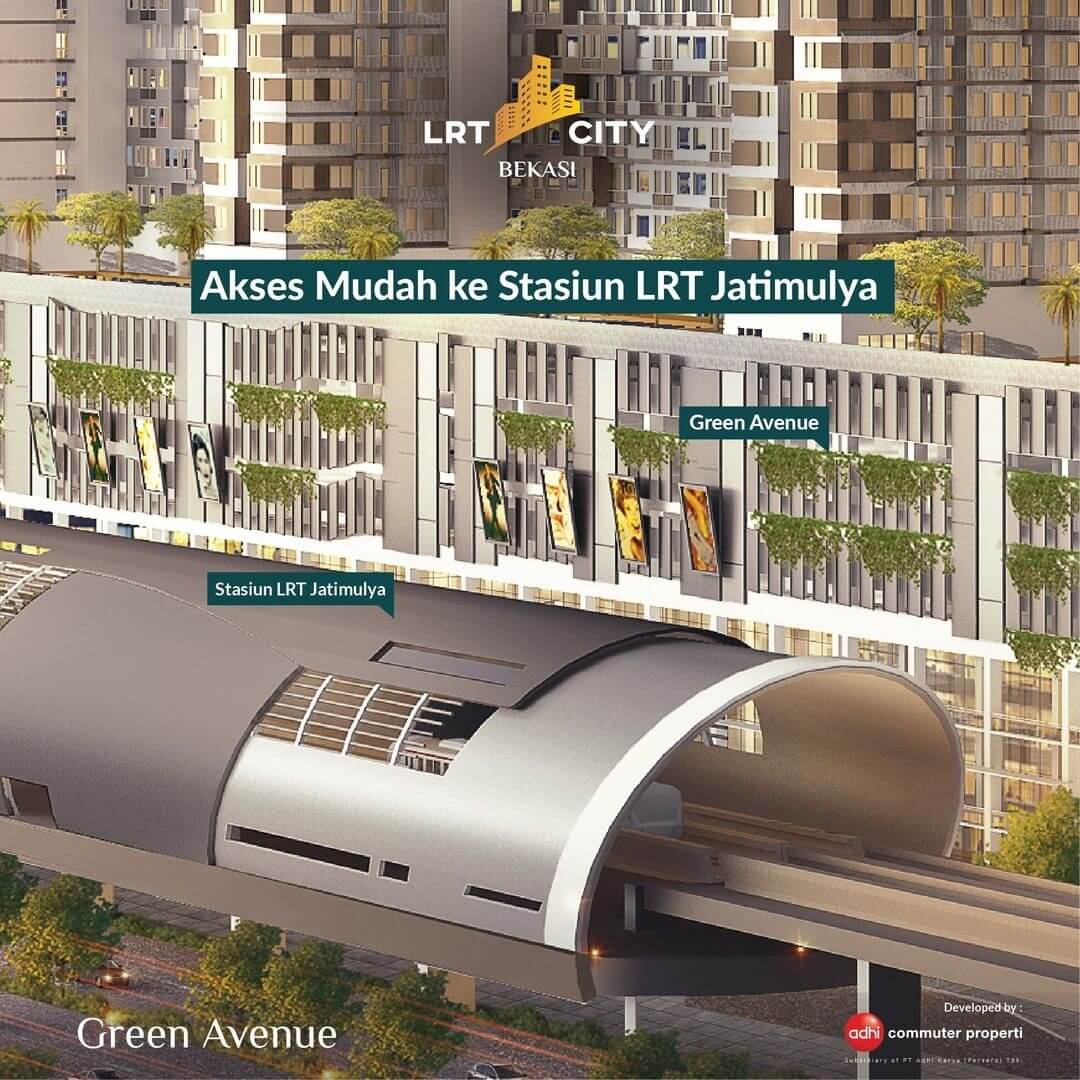 LRT CITY
BEKASI
Akses Mudah ke Stasiun LRT Jatimulya
Green Avenue
Stasiun LRT Jatimulya
Green Avenue
Developed by :
adhi commuter properti
Subsidiary of PT Adhi Karya (Persero) Tbk.